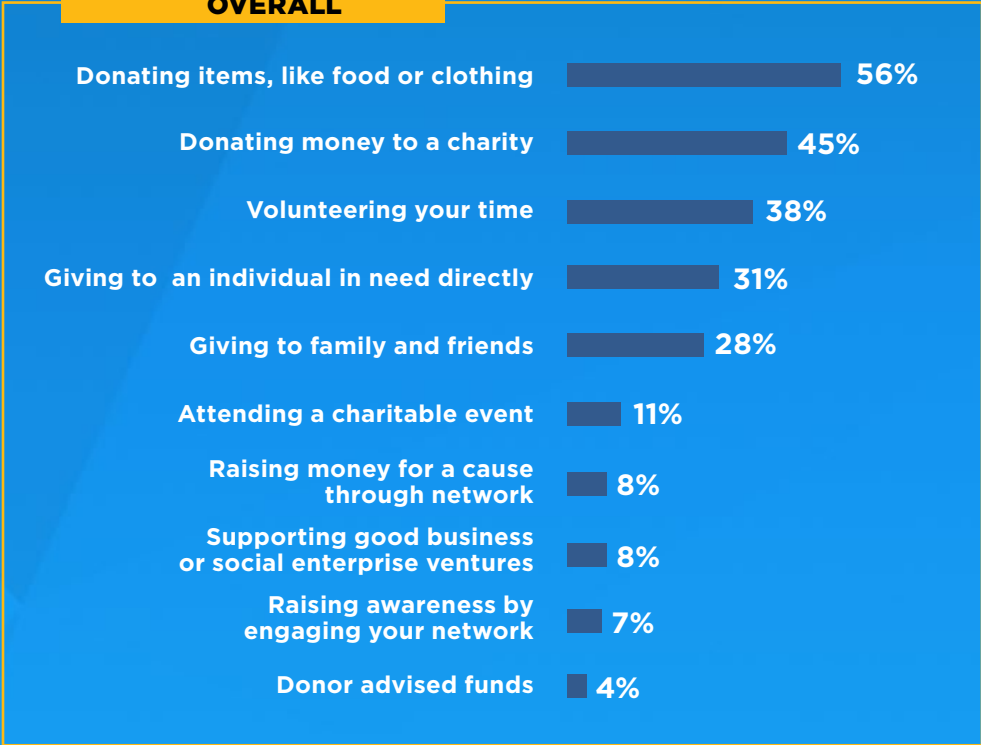 OVERALL
Donating items, like food or clothing 56%
Donating money to a charity 45%
Volunteering your time 38%
Giving to an individual in need directly 31%
Giving to family and friends 28%
Attending a charitable event 11%
Raising money for a cause
through network 8%
Supporting good business
or social enterprise ventures 8%
Raising awareness by
engaging your network 7%
Donor advised funds 4%